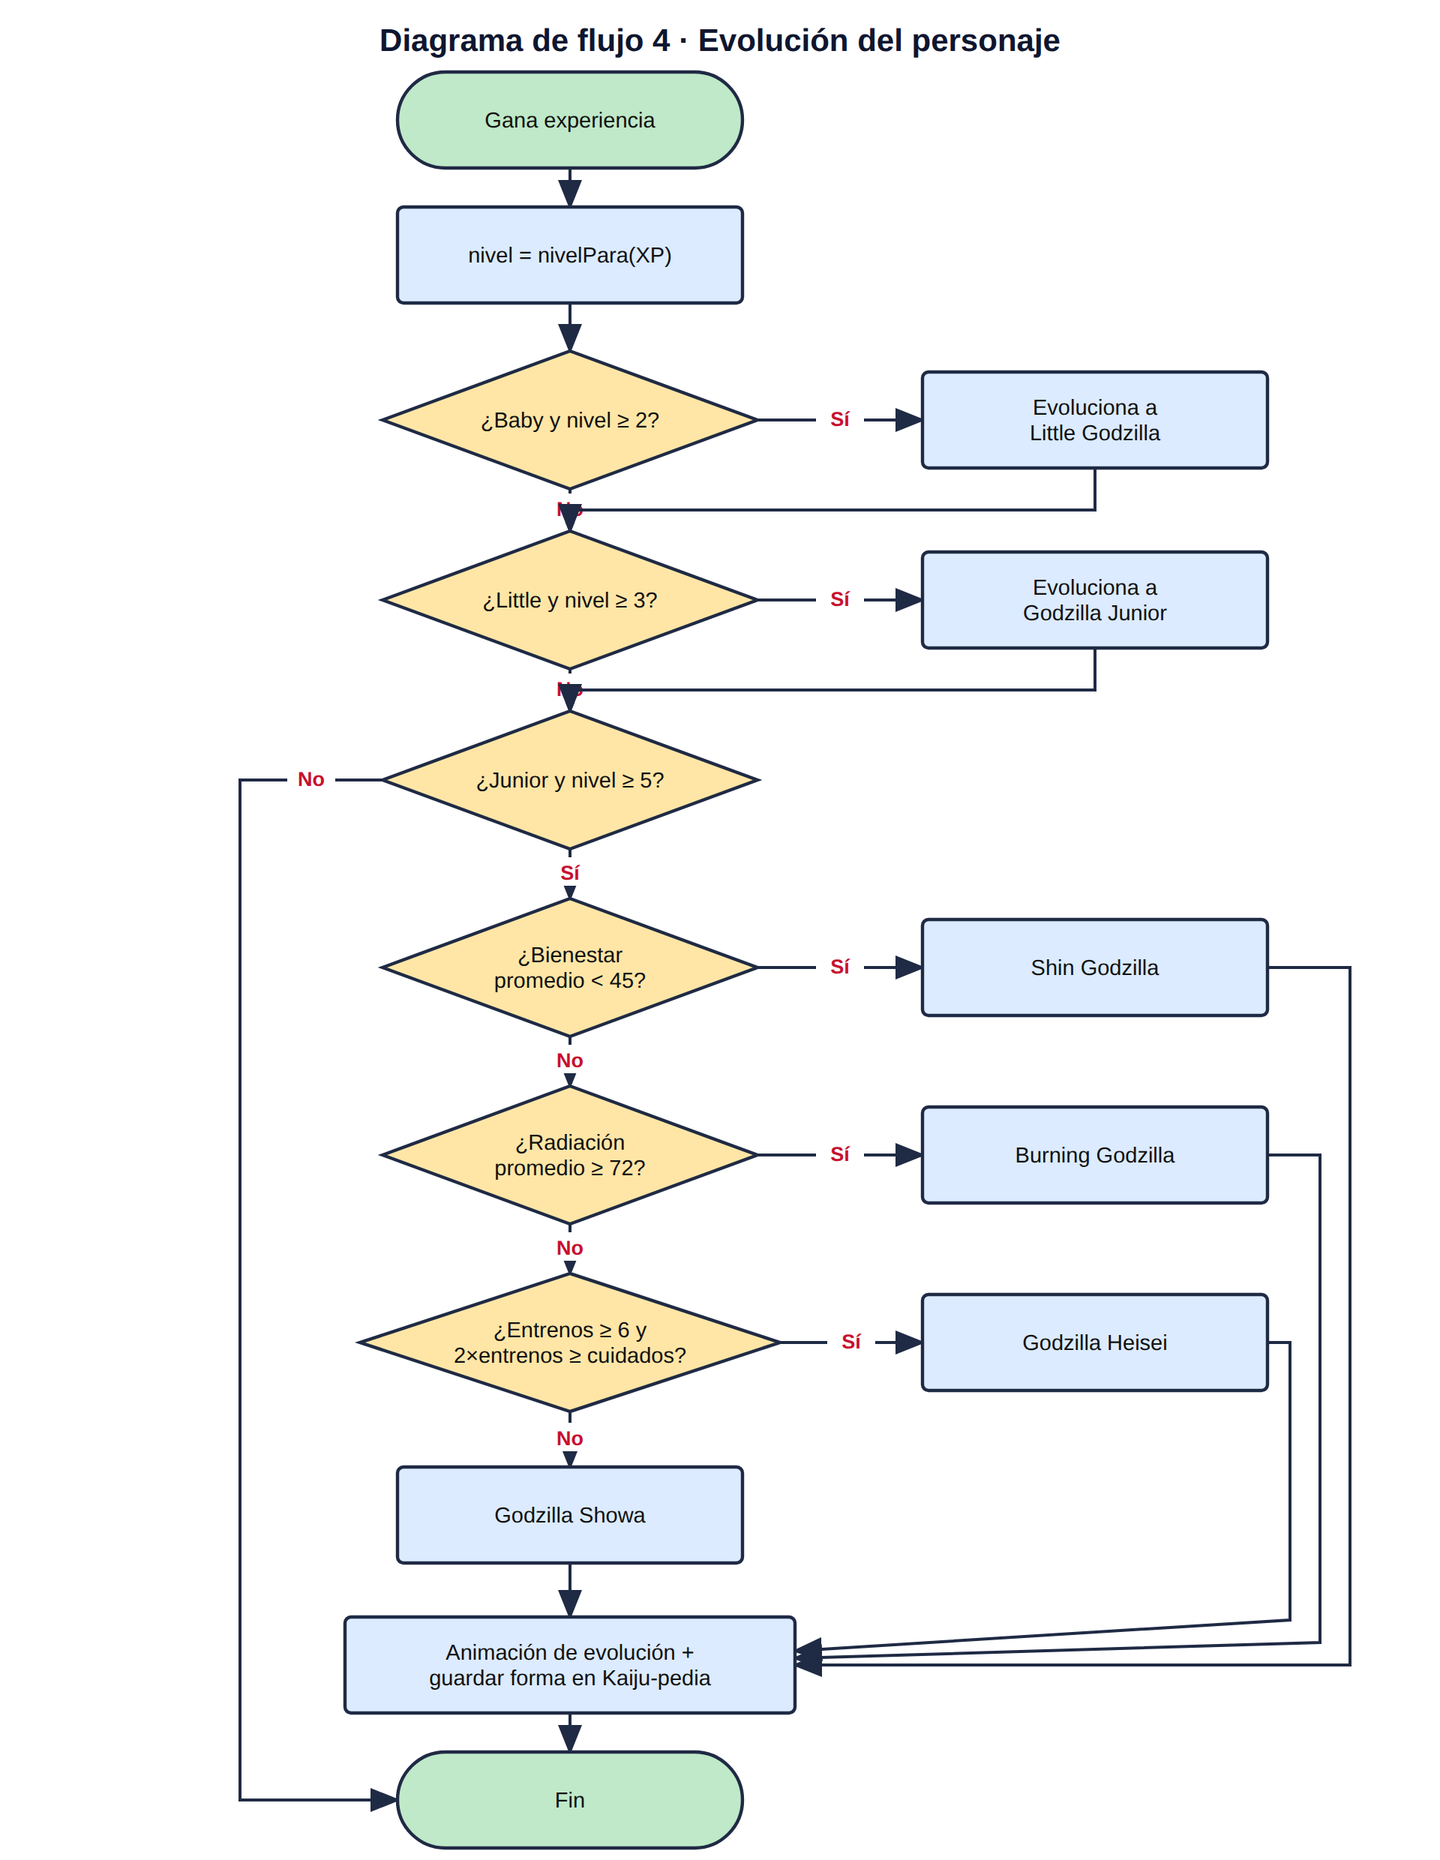 Diagrama de flujo 4 · Evolución del personaje
Gana experiencia
nivel = nivelPara(XP)
¿Baby y nivel ≥ 2?
Sí
Evoluciona a
Little Godzilla
No
¿Little y nivel ≥ 3?
Sí
Evoluciona a
Godzilla Junior
No
No
¿Junior y nivel ≥ 5?
Sí
¿Bienestar
promedio < 45?
Sí
Shin Godzilla
No
¿Radiación
promedio ≥ 72?
Sí
Burning Godzilla
No
¿Entrenos ≥ 6 y
2×entrenos ≥ cuidados?
Sí
Godzilla Heisei
No
Godzilla Showa
Animación de evolución +
guardar forma en Kaiju-pedia
Fin